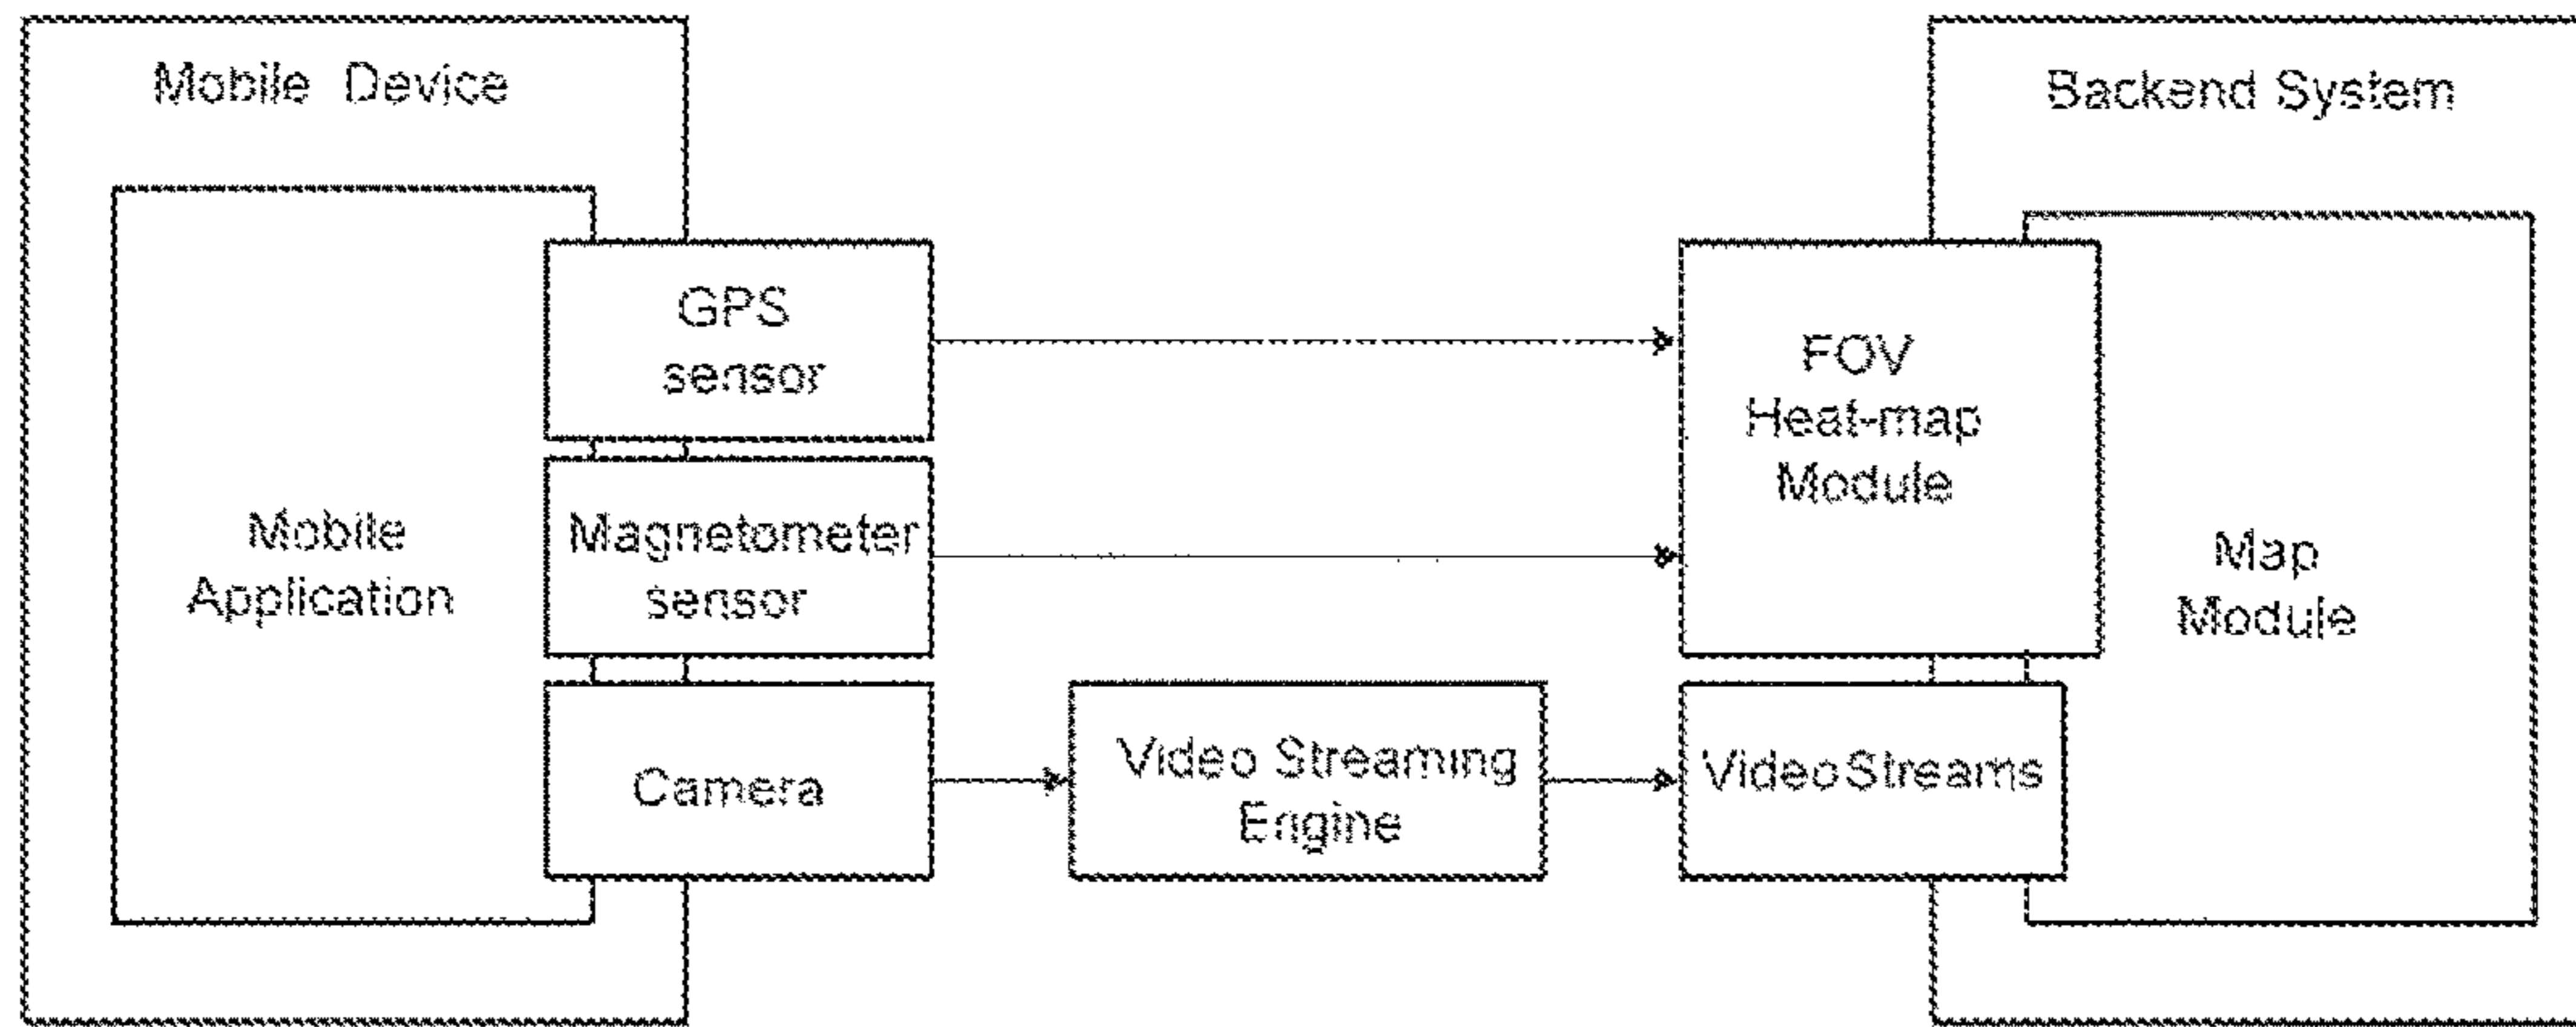 Mobile Device
Backend System
GPS
sensor
FOV
Heat-map
Module
Mobile
Application
Magnetometer
sensor
Map
Module
Camera
Video Streaming
Engine
VideoStreams